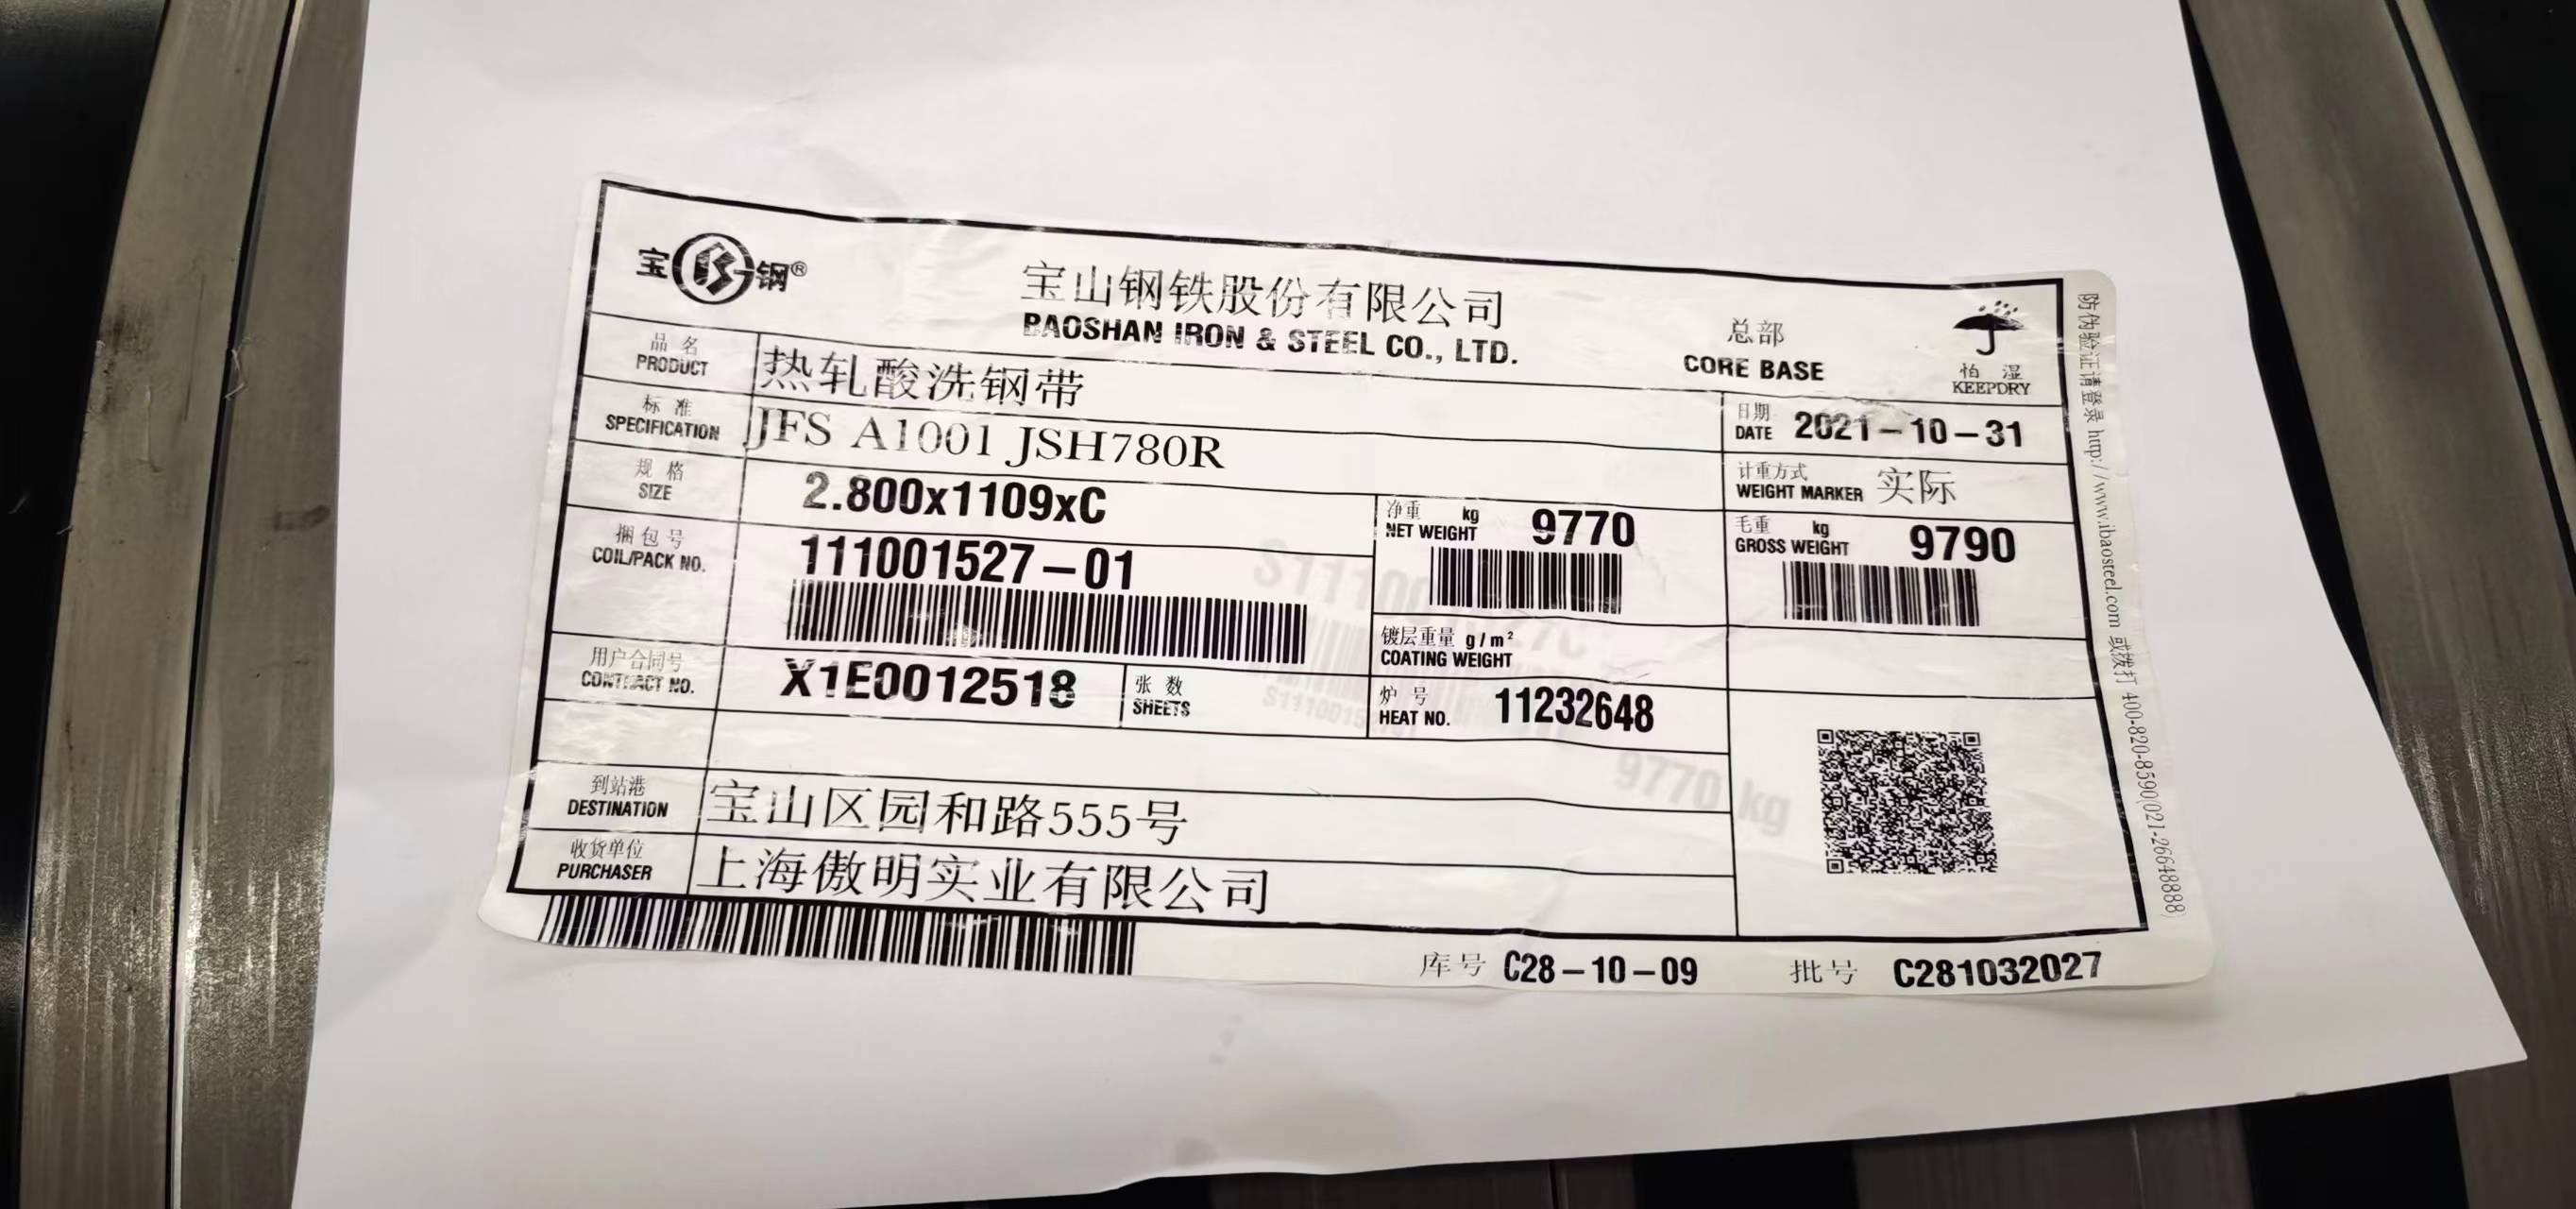 宝钢®
宝山钢铁股份有限公司
BAOSHAN IRON & STEEL CO., LTD.
总部
CORE BASE
怕 湿
KEEPDRY
品 名
PRODUCT
热轧酸洗钢带
标 准
SPECIFICATION
JFS A1001 JSH780R
日期
DATE
2021-10-31
规 格
SIZE
2.800x1109xC
计重方式
WEIGHT MARKER
实际
捆 包 号
COIL/PACK NO.
111001527-01
净重 kg
NET WEIGHT
9770
毛重 kg
GROSS WEIGHT
9790
镀层重量 g/m²
COATING WEIGHT
用户合同号
CONTRACT NO.
X1E0012518
张 数
SHEETS
炉 号
HEAT NO.
11232648
9770 kg
到站港
DESTINATION
宝山区园和路555号
收货单位
PURCHASER
上海傲明实业有限公司
库号 C28-10-09
批号 C281032027
防伪验证请登录 http://www.ibaosteel.com 或拨打 400-820-8590(021-26648888)